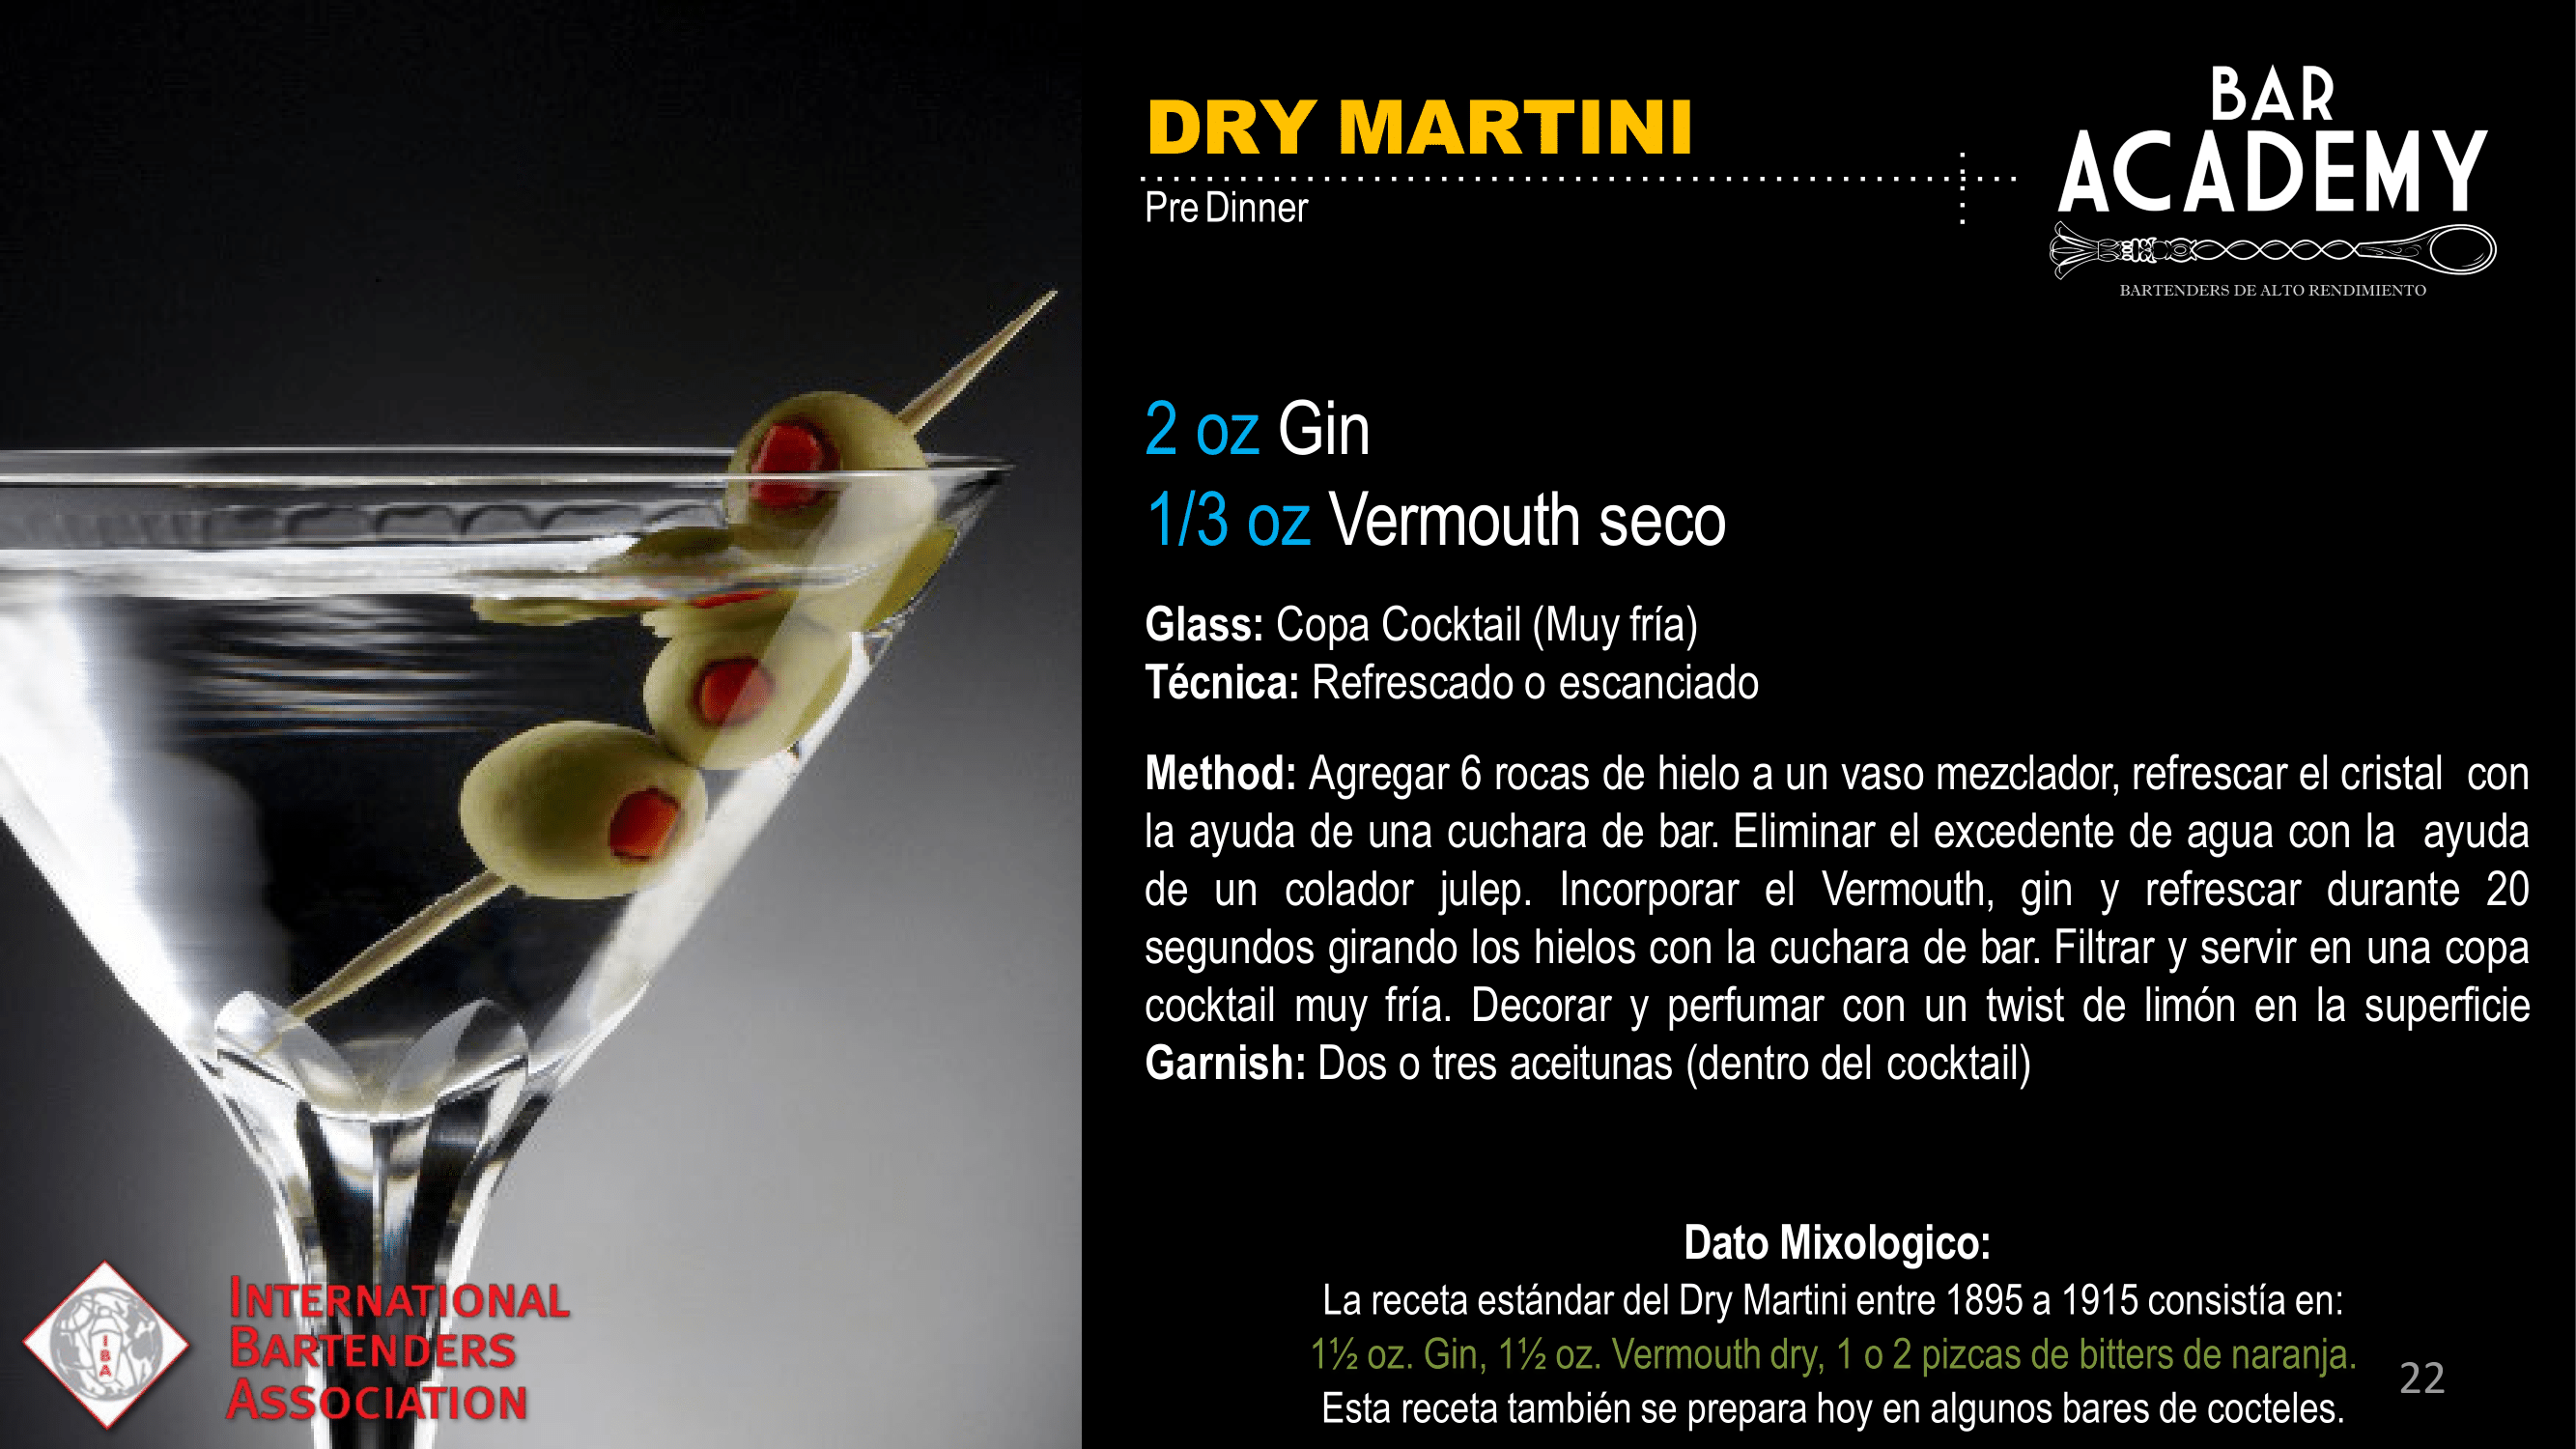 DRY MARTINI
Pre Dinner
BAR
ACADEMY
BARTENDERS DE ALTO RENDIMIENTO
2 oz Gin
1/3 oz Vermouth seco
Glass: Copa Cocktail (Muy fría)
Técnica: Refrescado o escanciado
Method: Agregar 6 rocas de hielo a un vaso mezclador, refrescar el cristal con
la ayuda de una cuchara de bar. Eliminar el excedente de agua con la ayuda
de un colador julep. Incorporar el Vermouth, gin y refrescar durante 20
segundos girando los hielos con la cuchara de bar. Filtrar y servir en una copa
cocktail muy fría. Decorar y perfumar con un twist de limón en la superficie
Garnish: Dos o tres aceitunas (dentro del cocktail)
Dato Mixologico:
La receta estándar del Dry Martini entre 1895 a 1915 consistía en:
1½ oz. Gin, 1½ oz. Vermouth dry, 1 o 2 pizcas de bitters de naranja.
Esta receta también se prepara hoy en algunos bares de cocteles.
22
IBA
INTERNATIONAL
BARTENDERS
ASSOCIATION